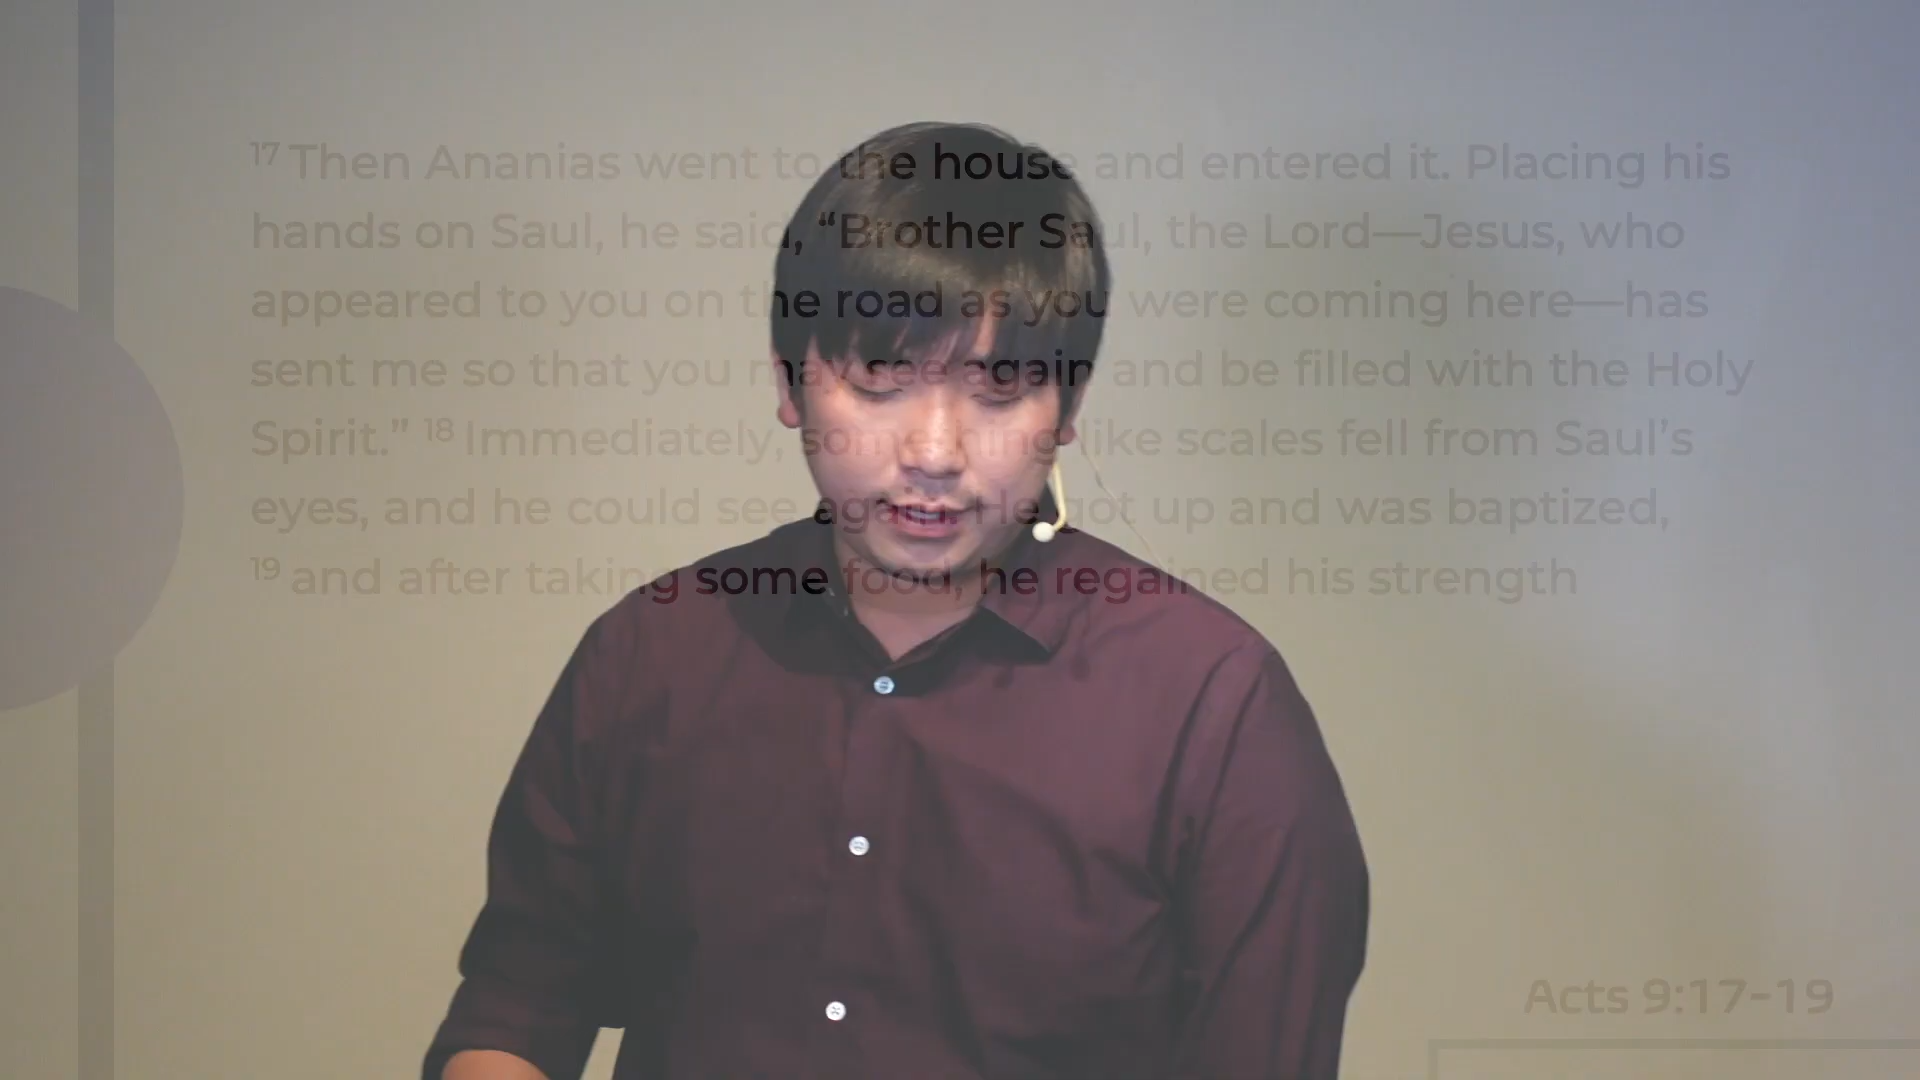 17 Then Ananias went to the house and entered it. Placing his
hands on Saul, he said, “Brother Saul, the Lord—Jesus, who
appeared to you on the road as you were coming here—has
sent me so that you may see again and be filled with the Holy
Spirit.” 18 Immediately, something like scales fell from Saul’s
eyes, and he could see again. He got up and was baptized,
19 and after taking some food, he regained his strength
Acts 9:17-19